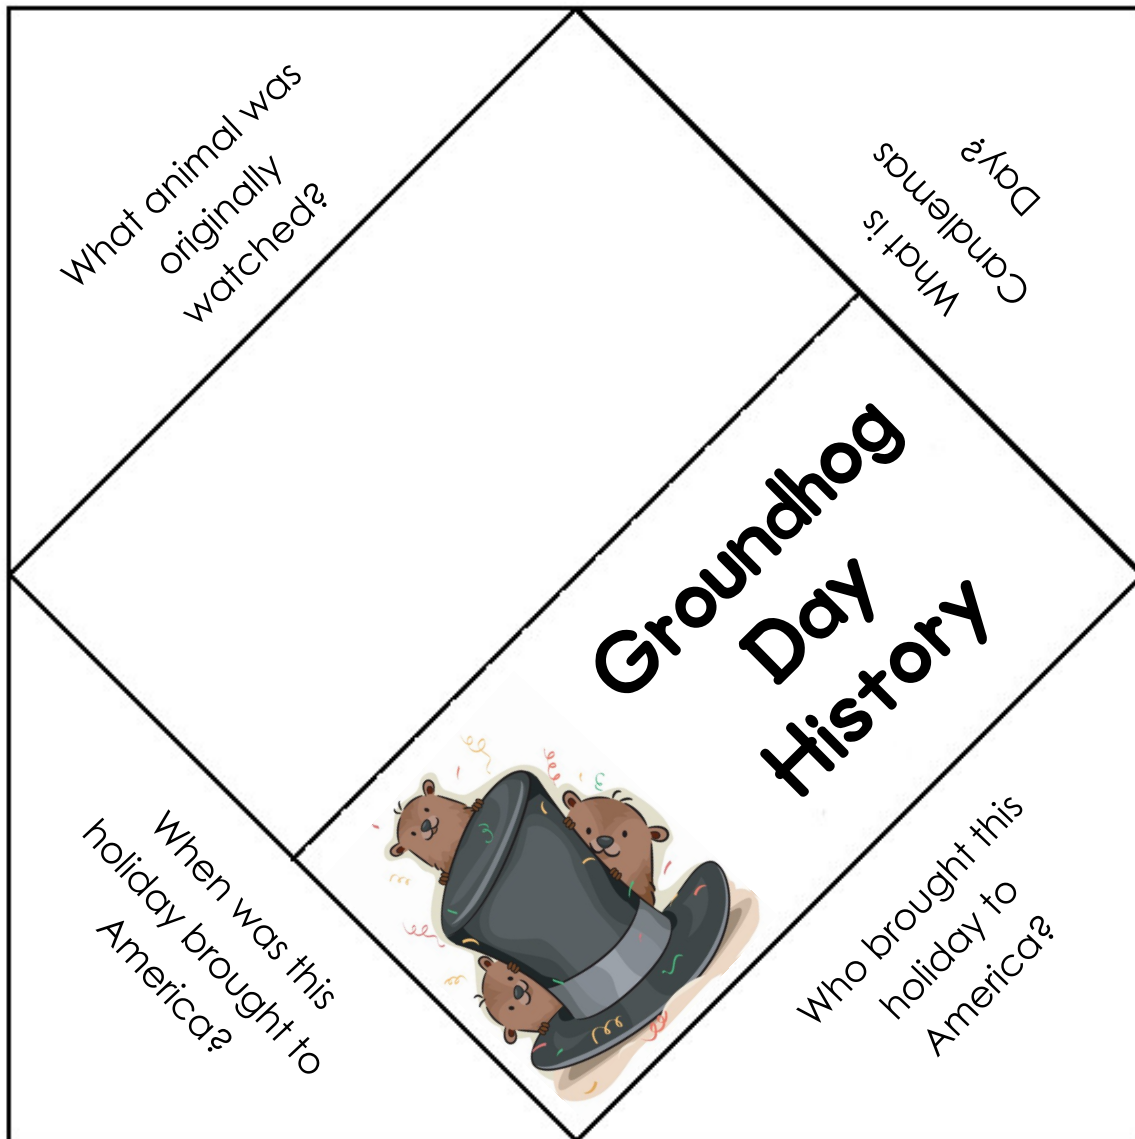 What animal was
originally
watched?
What is
Candlemas
Day?
Groundhog
Day
History
When was this
holiday brought to
America?
Who brought this
holiday to
America?